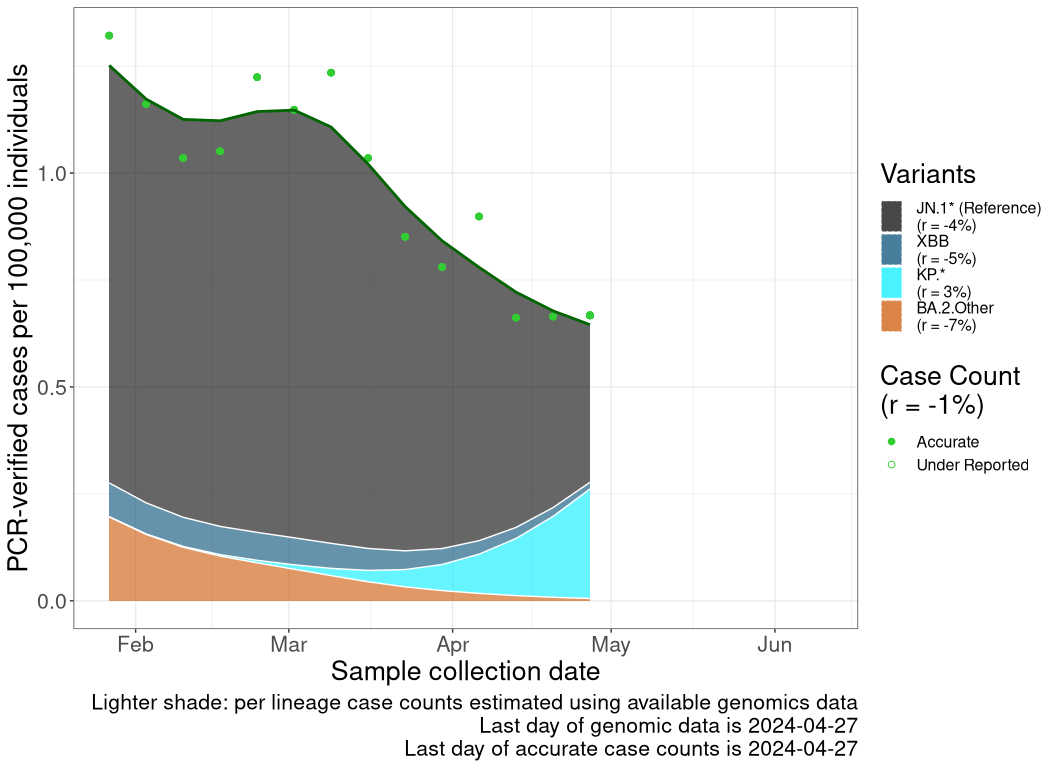 PCR-verified cases per 100,000 individuals
1.0
0.5
0.0
Feb
Mar
Apr
May
Jun
Sample collection date
Lighter shade: per lineage case counts estimated using available genomics data
Last day of genomic data is 2024-04-27
Last day of accurate case counts is 2024-04-27
Variants
JN.1* (Reference)
(r = -4%)
XBB
(r = -5%)
KP.*
(r = 3%)
BA.2.Other
(r = -7%)
Case Count
(r = -1%)
Accurate
Under Reported